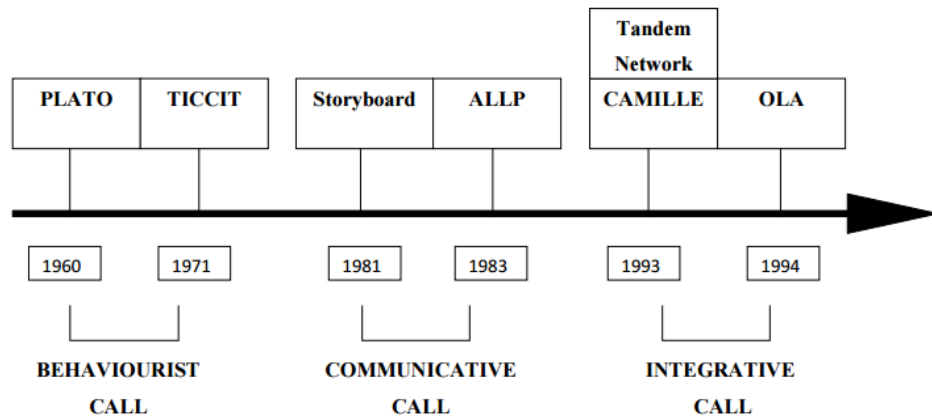 Tandem
Network
PLATO
TICCIT
Storyboard
ALLP
CAMILLE
OLA
1960
1971
1981
1983
1993
1994
BEHAVIOURIST
CALL
COMMUNICATIVE
CALL
INTEGRATIVE
CALL